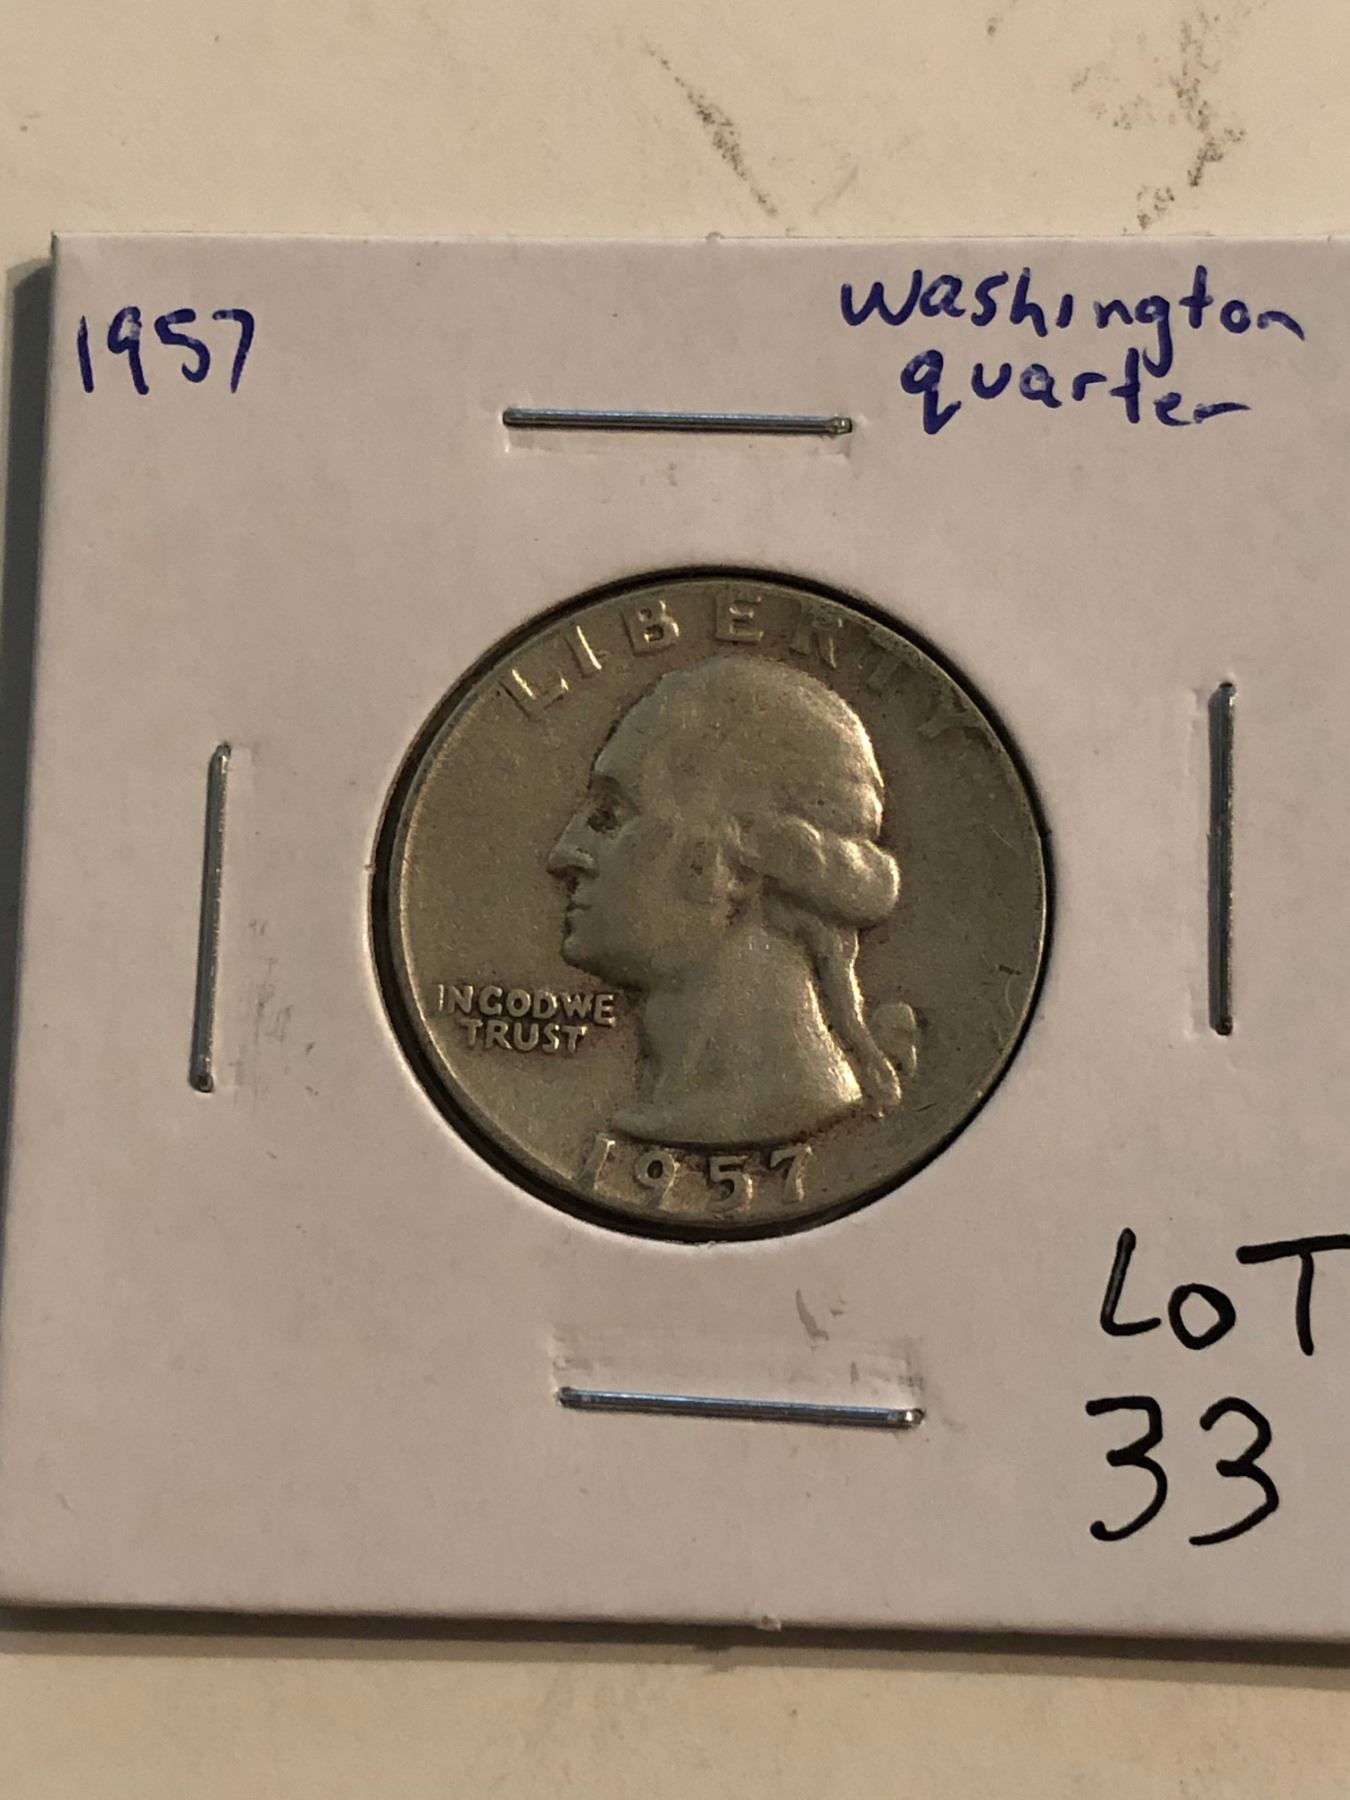 1957
Washington
quarter
LIBERTY
IN GOD WE
TRUST
1957
LOT
33